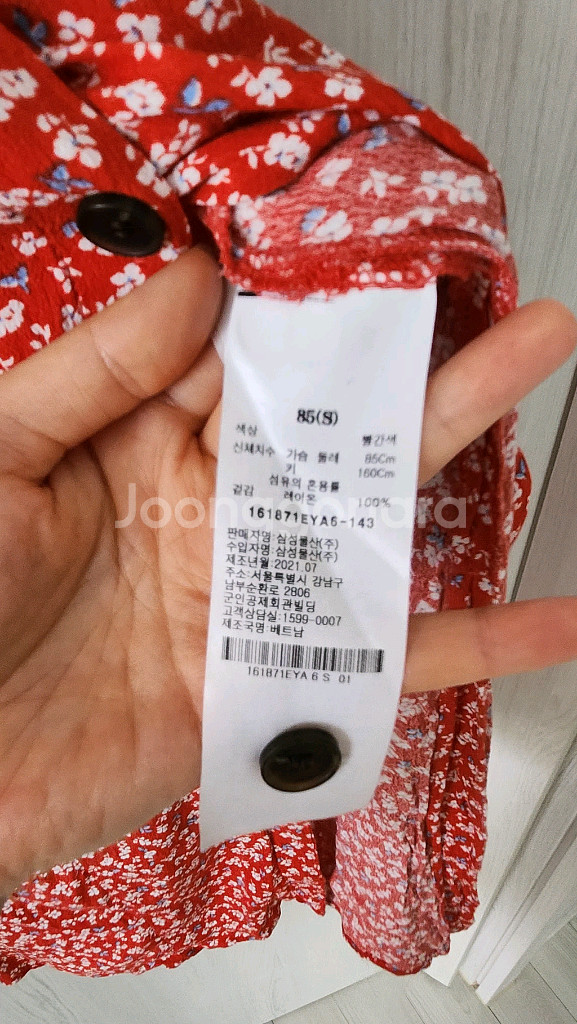 85(S)
색상 빨간색
신체치수 가슴 둘레 85Cm
키 160Cm
섬유의 혼용률
겉감 레이온 100%
Joonggonara
161871EYA6-143
판매자명:삼성물산(주)
수입자명:삼성물산(주)
제조년월:2021.07
주소:서울특별시 강남구
남부순환로 2806
군인공제회관빌딩
고객상담실:1599-0007
제조국명:베트남
161871EYA 6 S 01